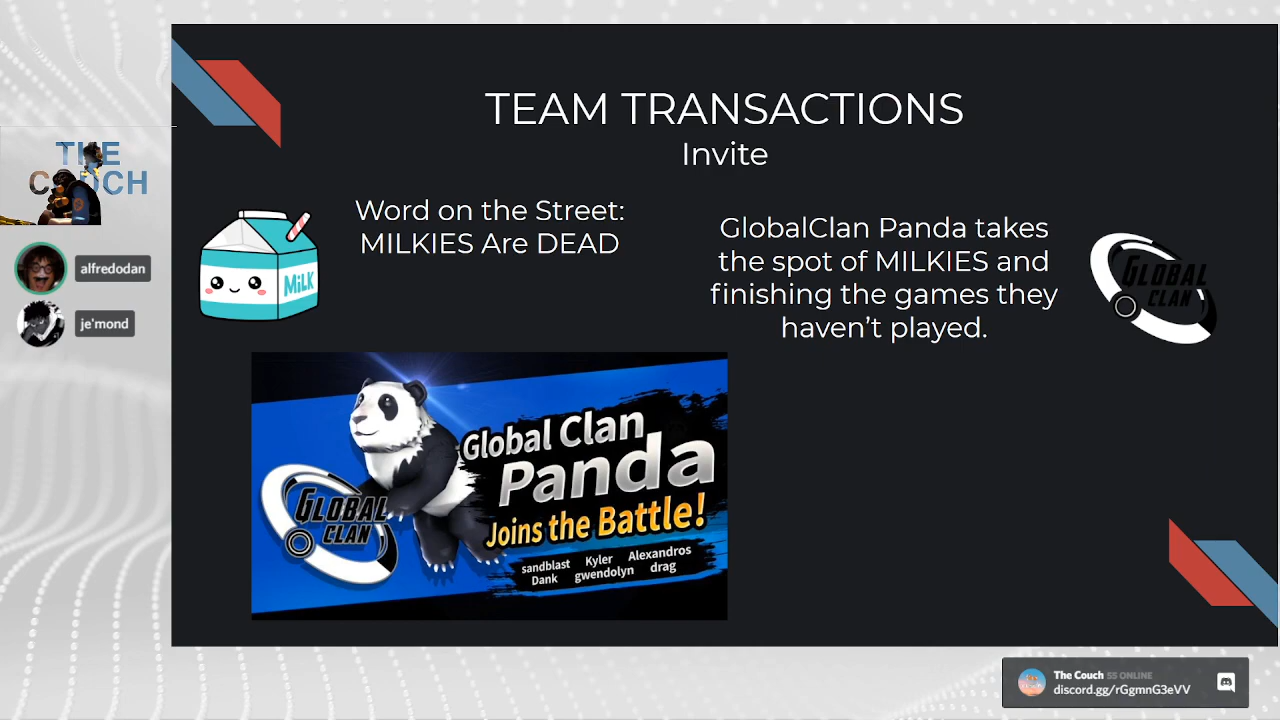 TEAM TRANSACTIONS
Invite
THE
COUCH
alfredodan
je'mond
Word on the Street:
MILKIES Are DEAD
MiLK
GlobalClan Panda takes
the spot of MILKIES and
finishing the games they
haven’t played.
GLOBAL
CLAN
Global Clan
Panda
Joins the Battle!
GLOBAL
CLAN
sandblast Kyler Alexandros
Dank gwendolyn drag
The Couch 55 ONLINE
discord.gg/rGgmnG3eVV